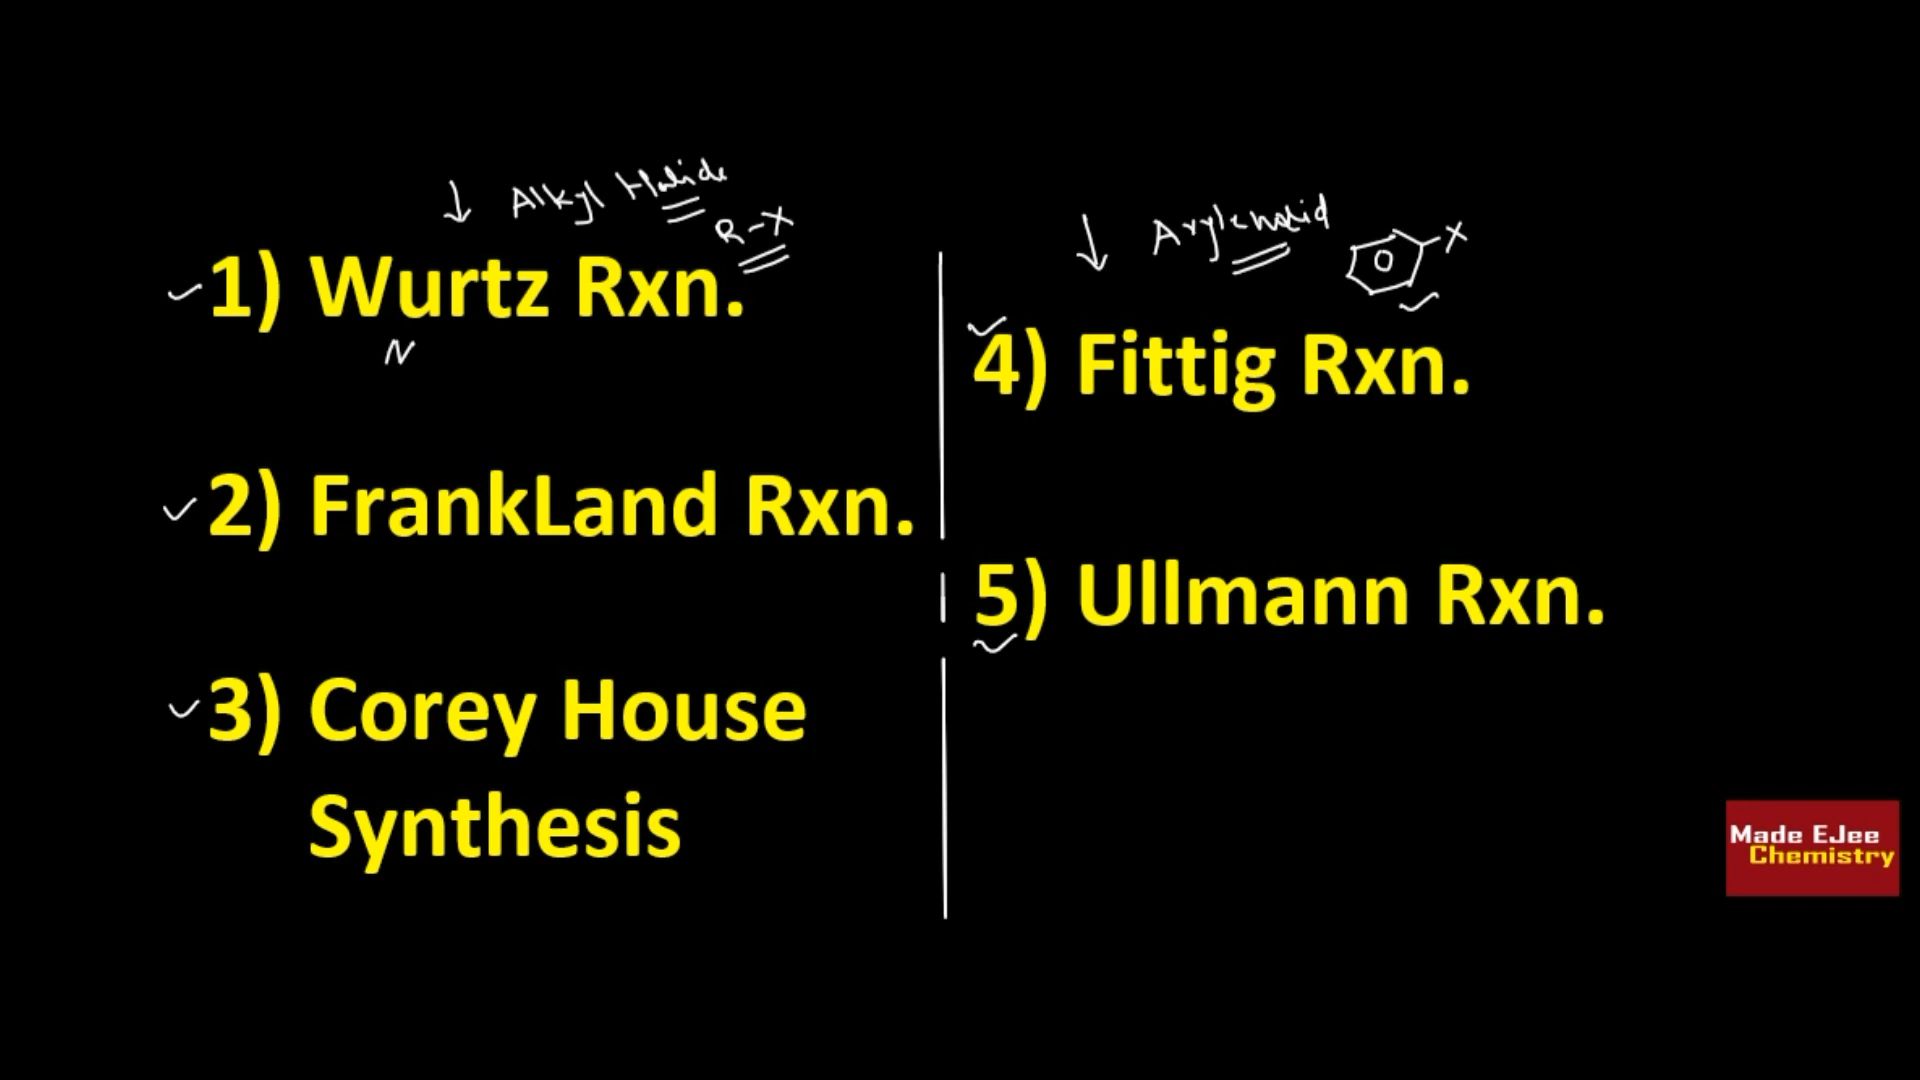 ↓ Alkyl Halide
R-X
1) Wurtz Rxn.
N
2) FrankLand Rxn.
3) Corey House
Synthesis
↓
X
4) Fittig Rxn.
5) Ullmann Rxn.
Made EJee
Chemistry